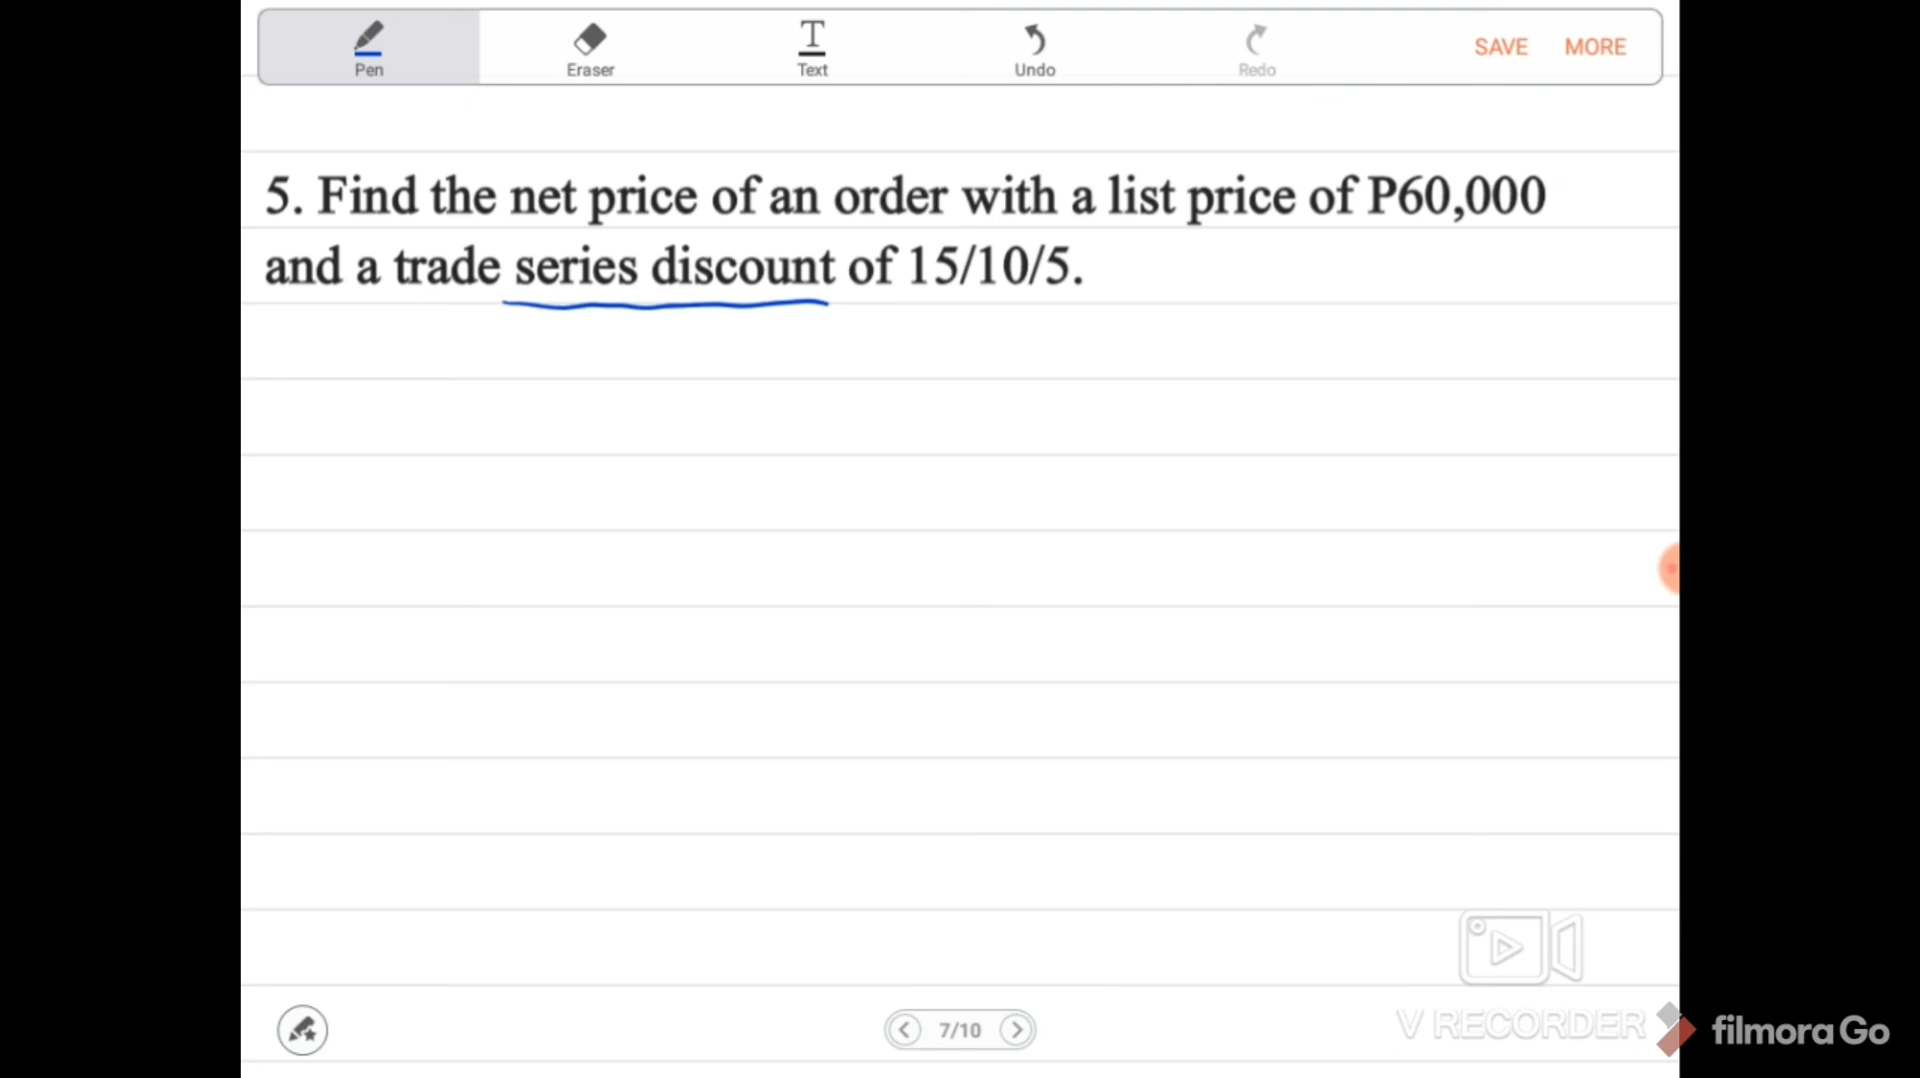 Pen
Eraser
T
Text
Undo
Redo
SAVE
MORE
5. Find the net price of an order with a list price of P60,000
and a trade series discount of 15/10/5.
7/10
V RECORDER
filmora Go